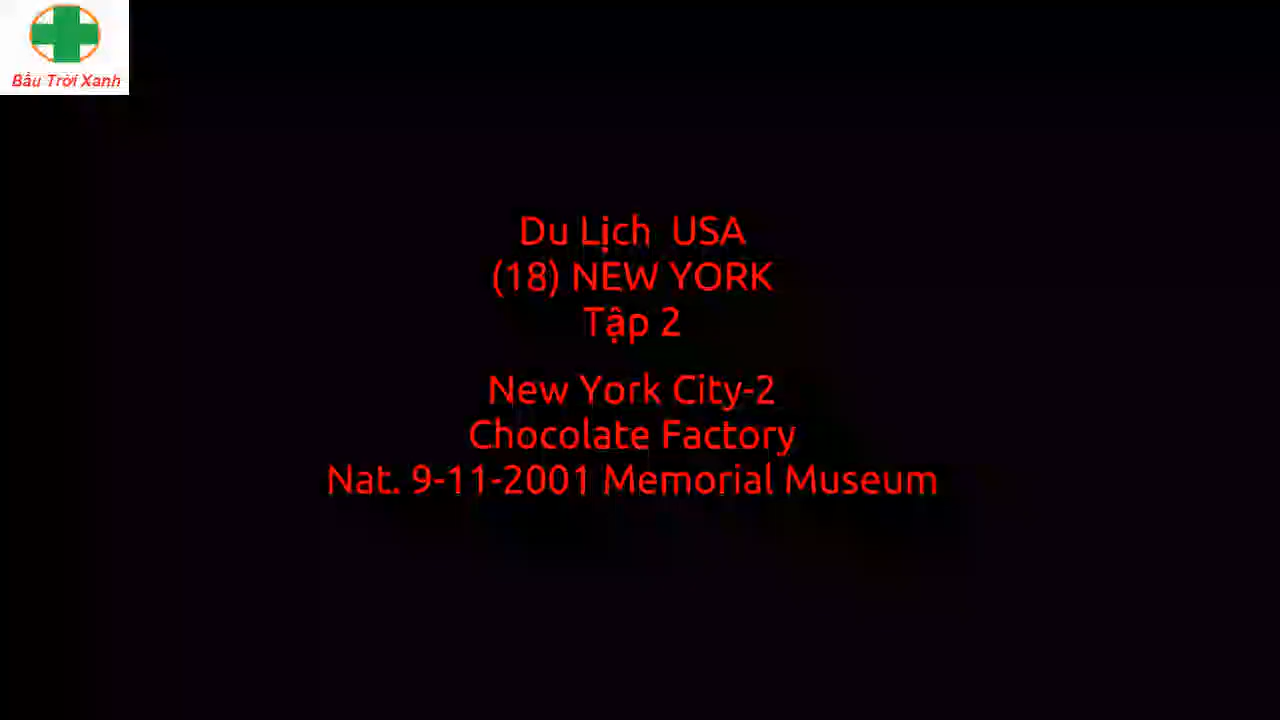 Bầu Trời Xanh
Du Lịch USA
(18) NEW YORK
Tập 2
New York City-2
Chocolate Factory
Nat. 9-11-2001 Memorial Museum